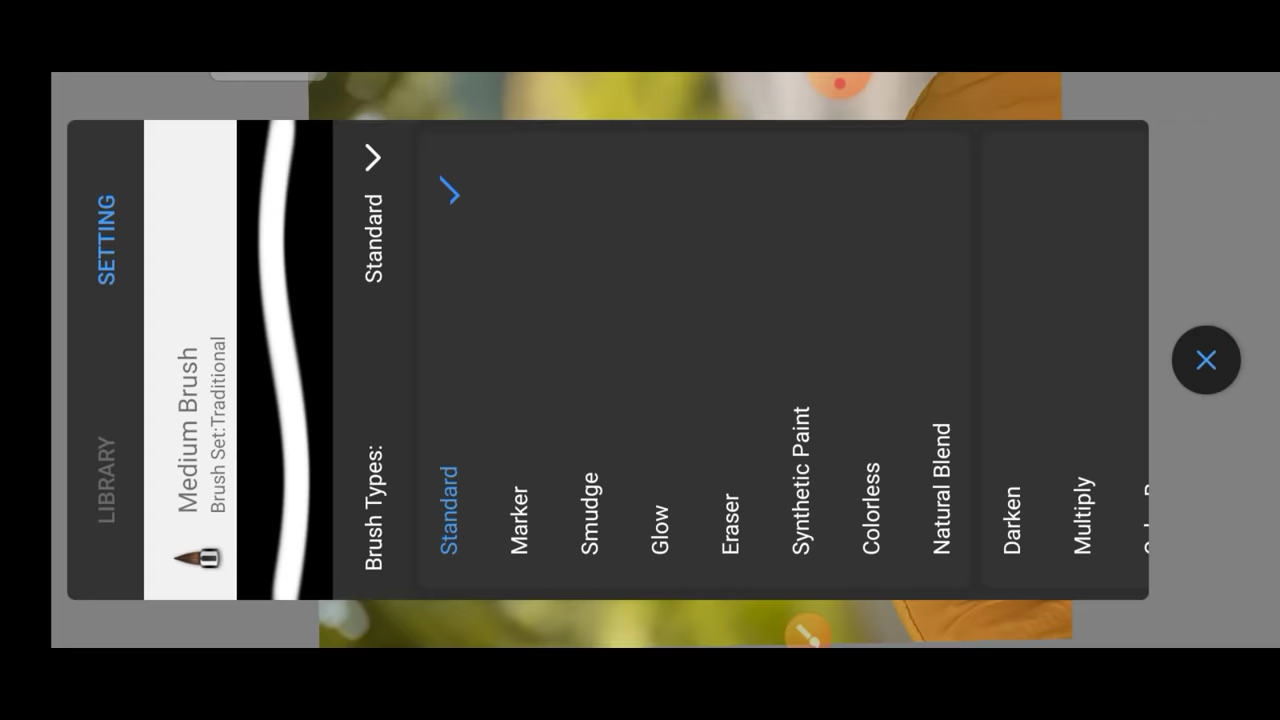 LIBRARY SETTING
Medium Brush
Brush Set:Traditional
Brush Types: Standard
Standard
Marker
Smudge
Glow
Eraser
Synthetic Paint
Colorless
Natural Blend
Darken
Multiply